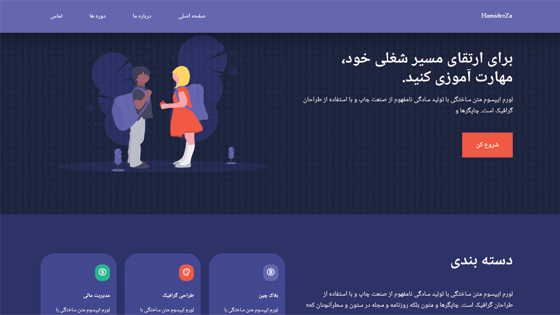 HamidreZa
صفحه اصلی
درباره ما
دوره ها
تماس
برای ارتقای مسیر شغلی خود،
مهارت آموزی کنید.
لورم ایپسوم متن ساختگی با تولید سادگی نامفهوم از صنعت چاپ و با استفاده از طراحان
گرافیک است. چاپگرها و
شروع کن
دسته بندی
لورم ایپسوم متن ساختگی با تولید سادگی نامفهوم از صنعت چاپ و با استفاده از
طراحان گرافیک است. چاپگرها و متون بلکه روزنامه و مجله در ستون و سطرآنچنان که
بلاک چین
لورم ایپسوم متن ساختگی با
طراحی گرافیک
لورم ایپسوم متن ساختگی با
مدیریت مالی
لورم ایپسوم متن ساختگی با